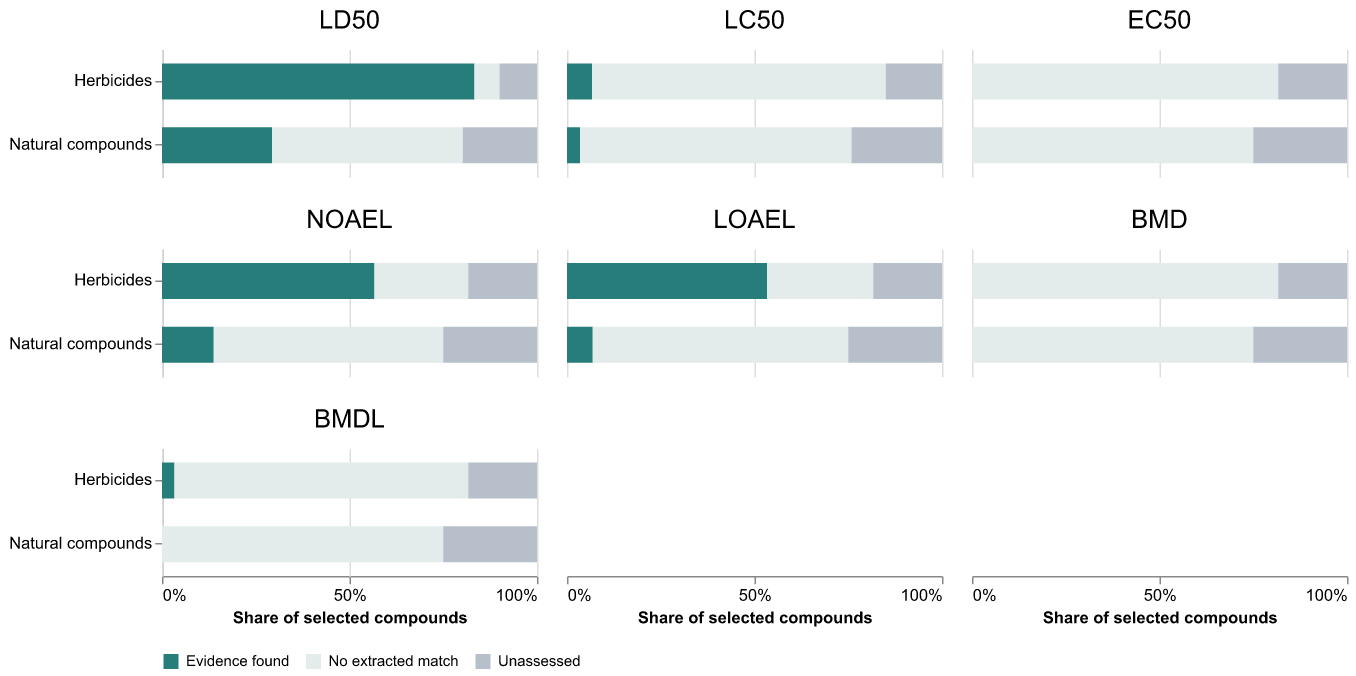 LD50 LC50 EC50
Herbicides
Natural compounds
NOAEL LOAEL BMD
Herbicides
Natural compounds
BMDL
Herbicides
Natural compounds
0% 50% 100% 0% 50% 100% 0% 50% 100%
Share of selected compounds Share of selected compounds Share of selected compounds
Evidence found No extracted match Unassessed